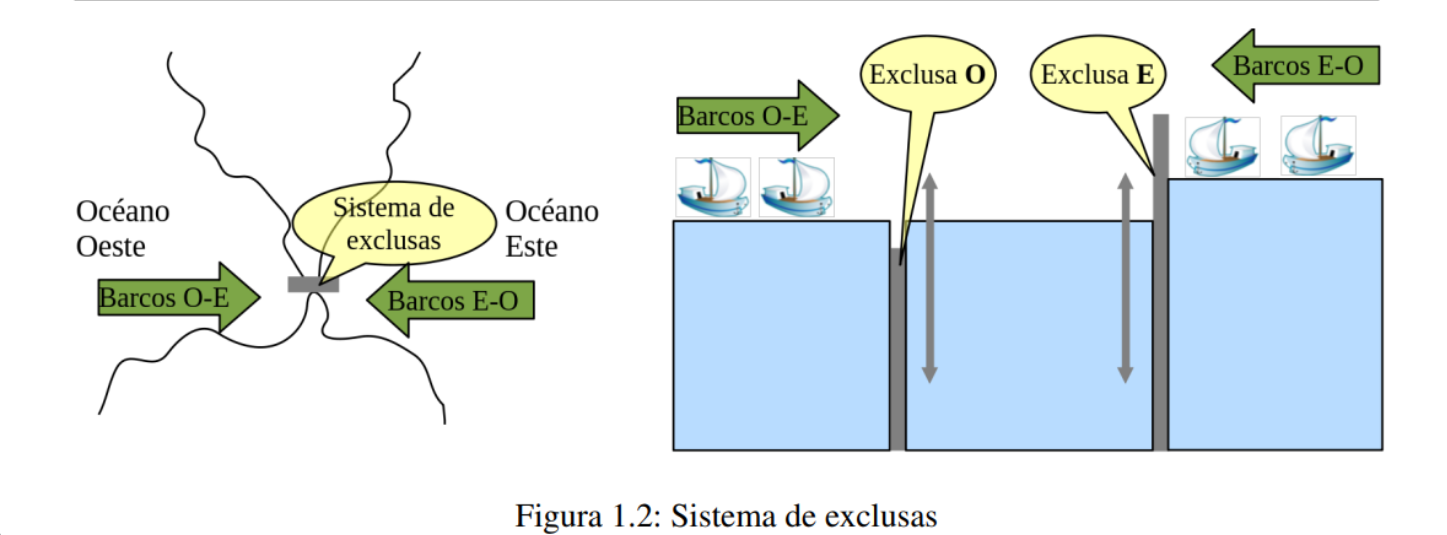 Océano
Oeste
Sistema de
exclusas
Océano
Este
Barcos O-E
Barcos E-O
Barcos O-E
Exclusa O
Exclusa E
Barcos E-O
Figura 1.2: Sistema de exclusas